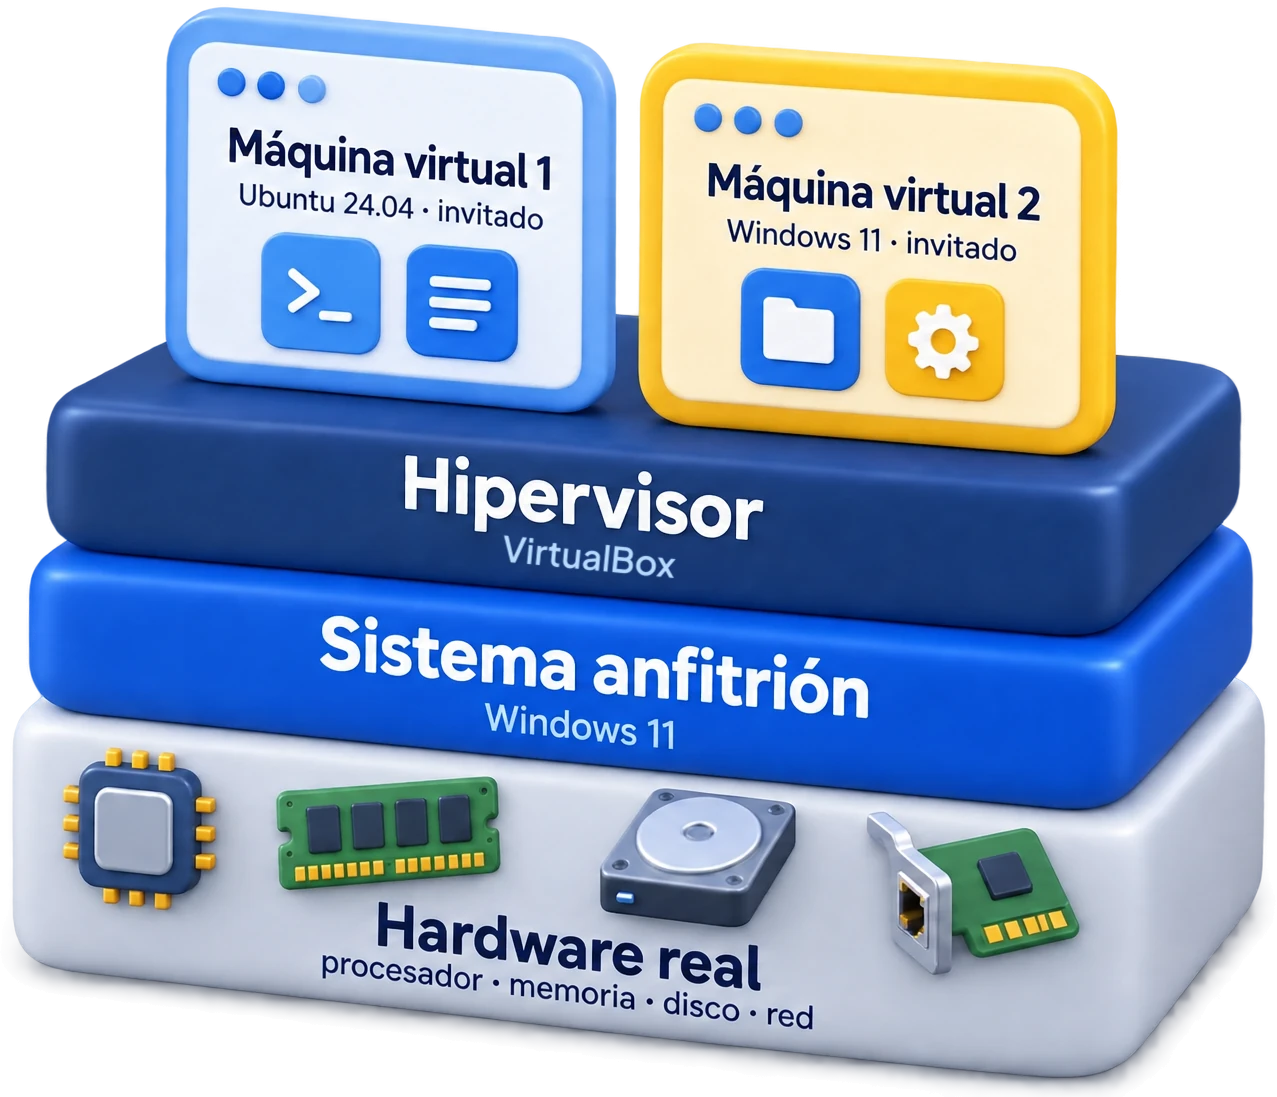 Máquina virtual 1
Ubuntu 24.04 · invitado
Máquina virtual 2
Windows 11 · invitado
Hipervisor
VirtualBox
Sistema anfitrión
Windows 11
Hardware real
procesador · memoria · disco · red